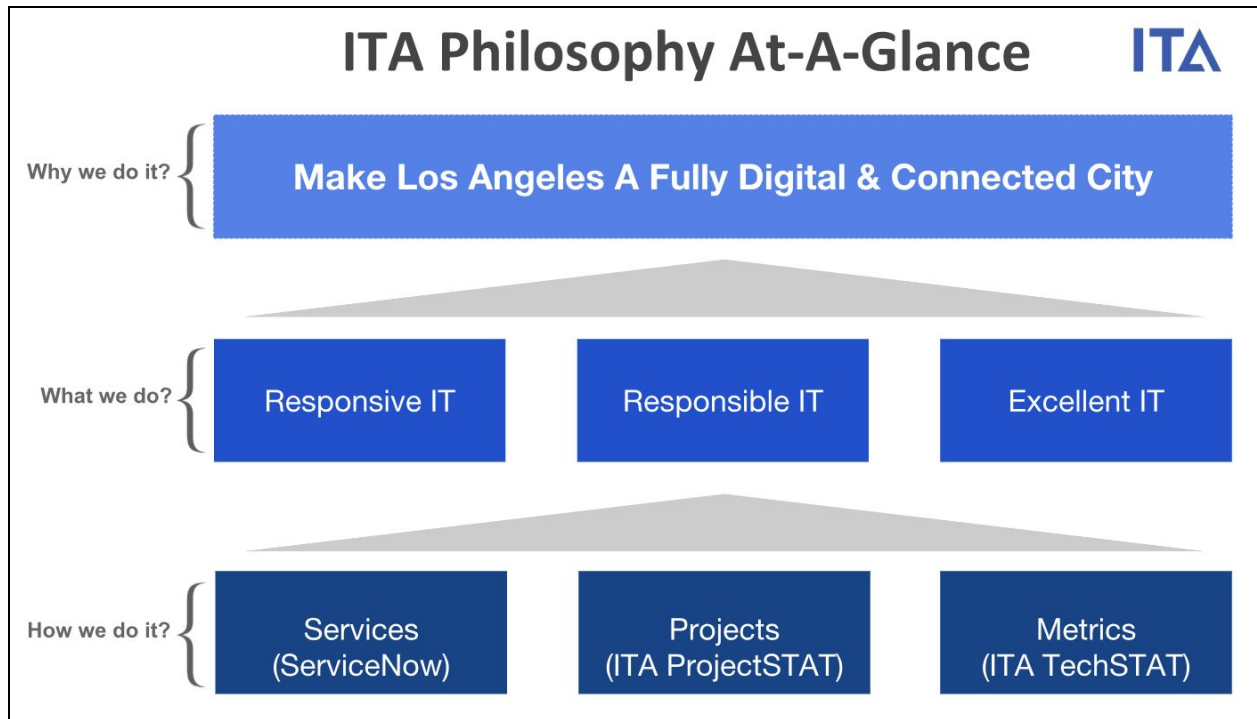 ITA Philosophy At-A-Glance
ITA
Why we do it?
Make Los Angeles A Fully Digital & Connected City
What we do?
Responsive IT
Responsible IT
Excellent IT
How we do it?
Services
(ServiceNow)
Projects
(ITA ProjectSTAT)
Metrics
(ITA TechSTAT)